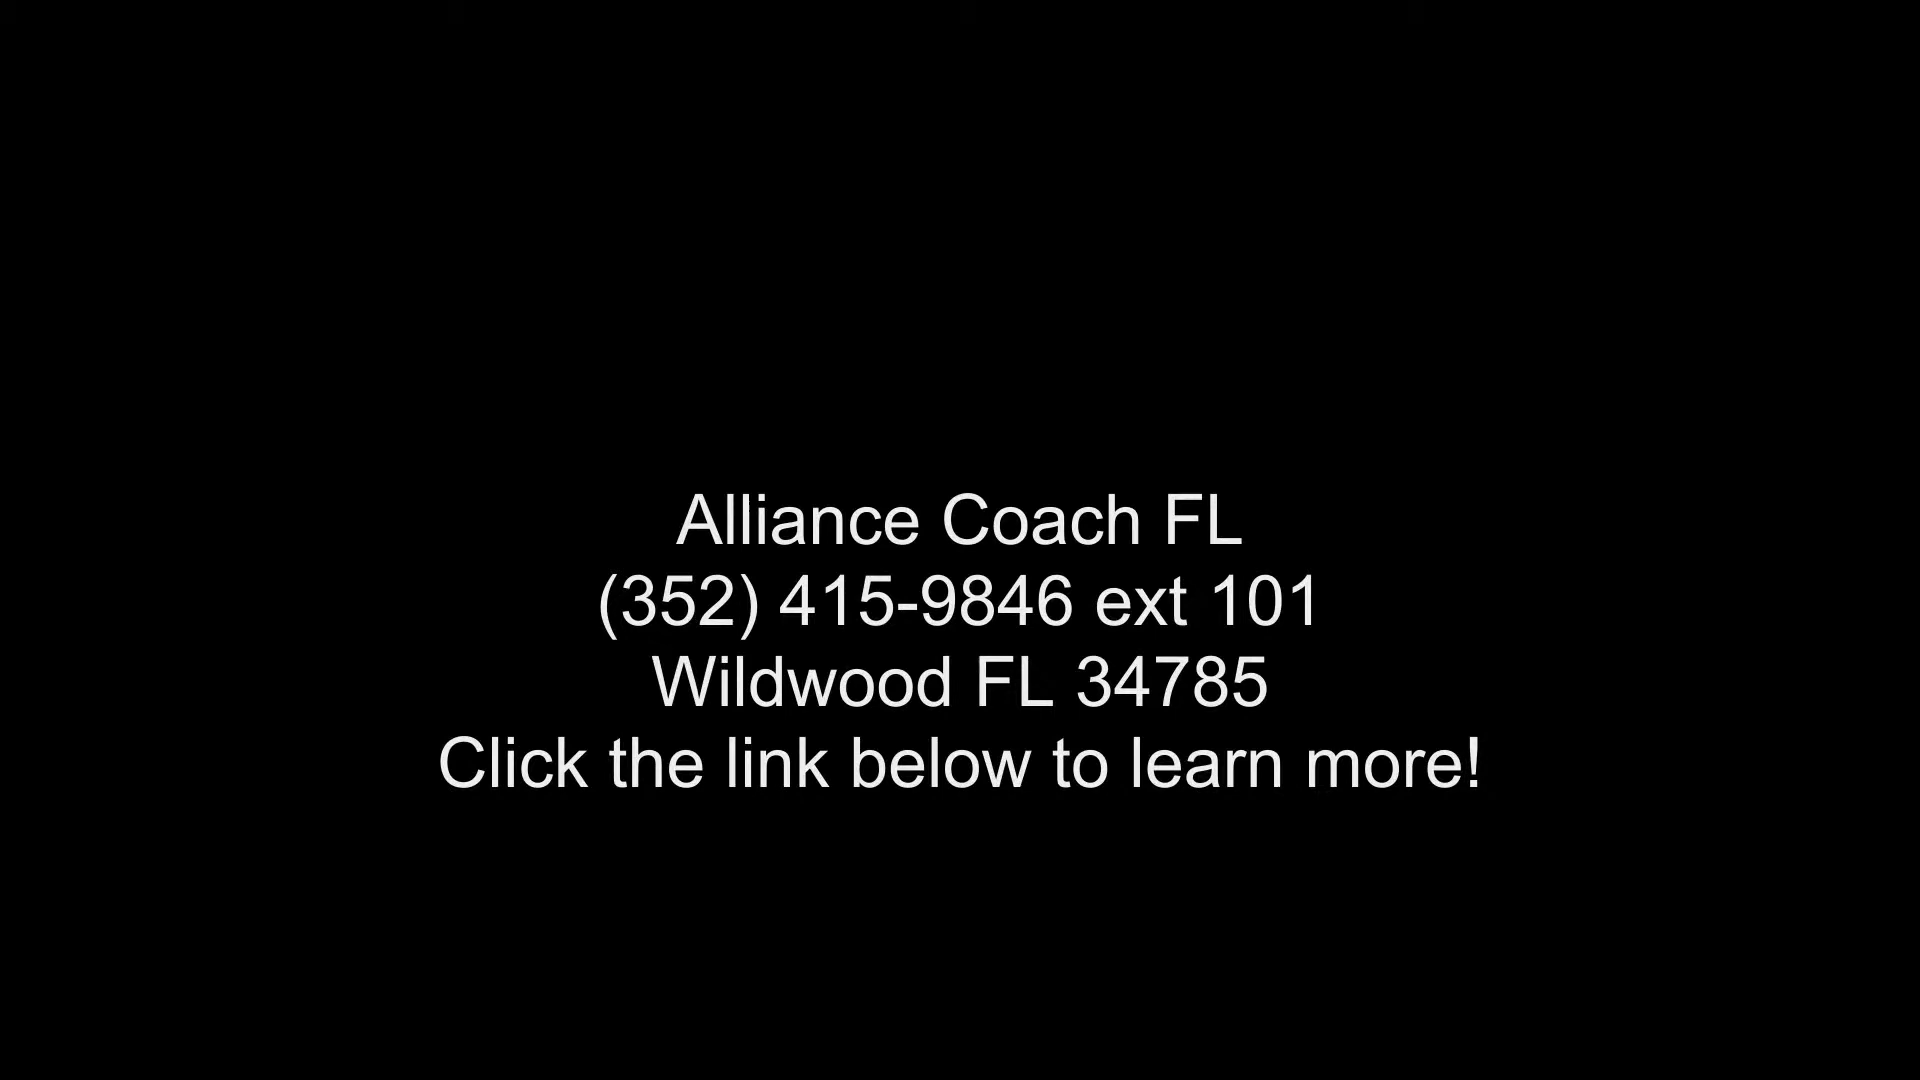 Alliance Coach FL
(352) 415-9846 ext 101
Wildwood FL 34785
Click the link below to learn more!